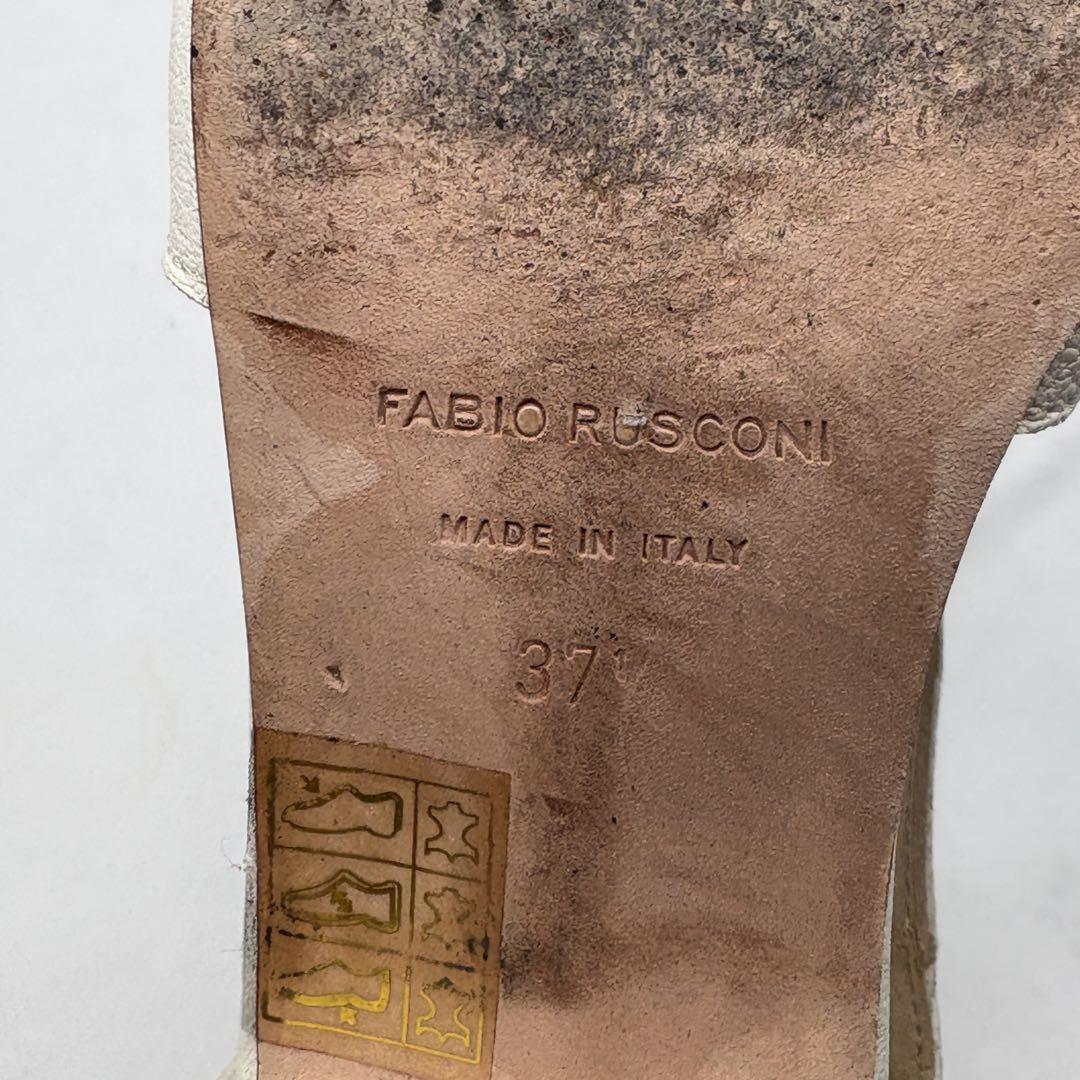 FABIO RUSCONI
MADE IN ITALY
37